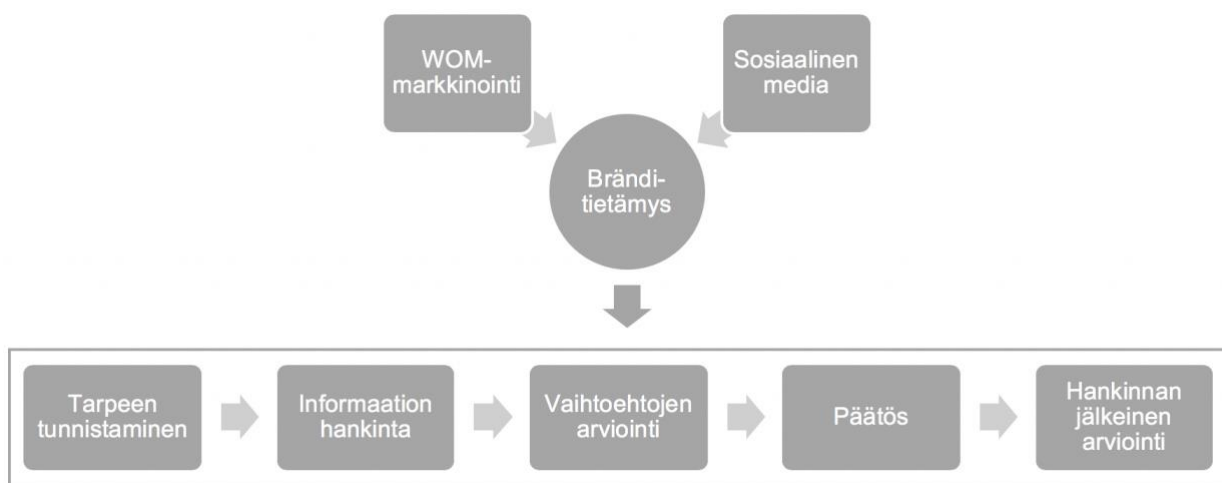 WOM-
markkinointi
Sosiaalinen
media
Brändi-
tietämys
Tarpeen
tunnistaminen
Informaation
hankinta
Vaihtoehtojen
arviointi
Päätös
Hankinnan
jälkeinen
arviointi